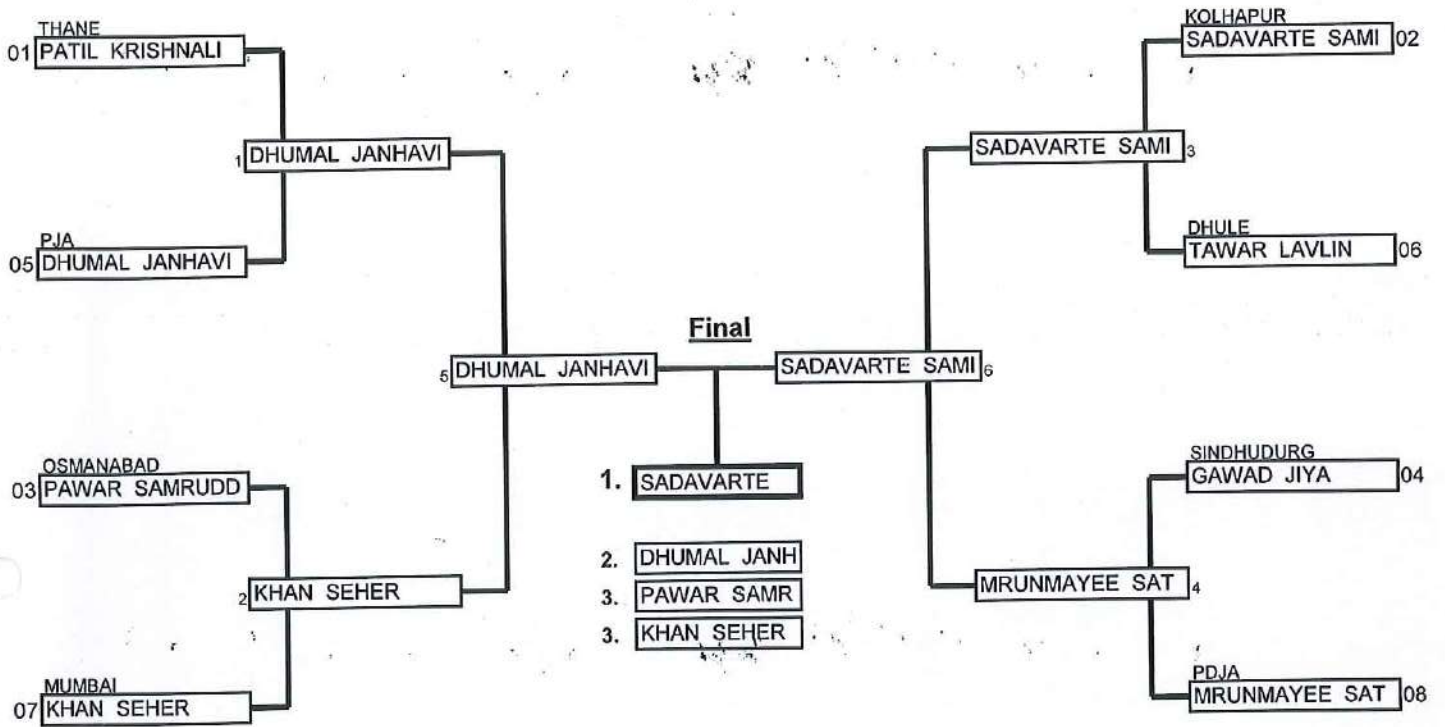 THANE
01 PATIL KRISHNALI
1 DHUMAL JANHAVI
PJA
05 DHUMAL JANHAVI
5 DHUMAL JANHAVI
OSMANABAD
03 PAWAR SAMRUDD
2 KHAN SEHER
MUMBAI
07 KHAN SEHER
Final
1. SADAVARTE
2. DHUMAL JANH
3. PAWAR SAMR
3. KHAN SEHER
KOLHAPUR
SADAVARTE SAMI 02
SADAVARTE SAMI 3
DHULE
TAWAR LAVLIN 06
SADAVARTE SAMI 6
SINDHUDURG
GAWAD JIYA 04
MRUNMAYEE SAT 4
PDJA
MRUNMAYEE SAT 08